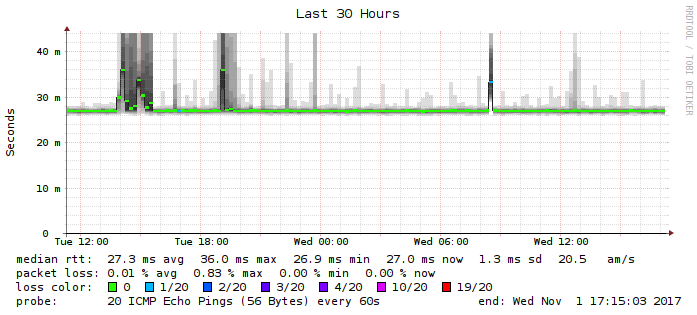 Last 30 Hours
RRDTOOL / TOBI OETIKER
Seconds
40 m
30 m
20 m
10 m
0
Tue 12:00 Tue 18:00 Wed 00:00 Wed 06:00 Wed 12:00
median rtt: 27.3 ms avg 36.0 ms max 26.9 ms min 27.0 ms now 1.3 ms sd 20.5 am/s
packet loss: 0.01 % avg 0.83 % max 0.00 % min 0.00 % now
loss color: 0 1/20 2/20 3/20 4/20 10/20 19/20
probe: 20 ICMP Echo Pings (56 Bytes) every 60s end: Wed Nov 1 17:15:03 2017